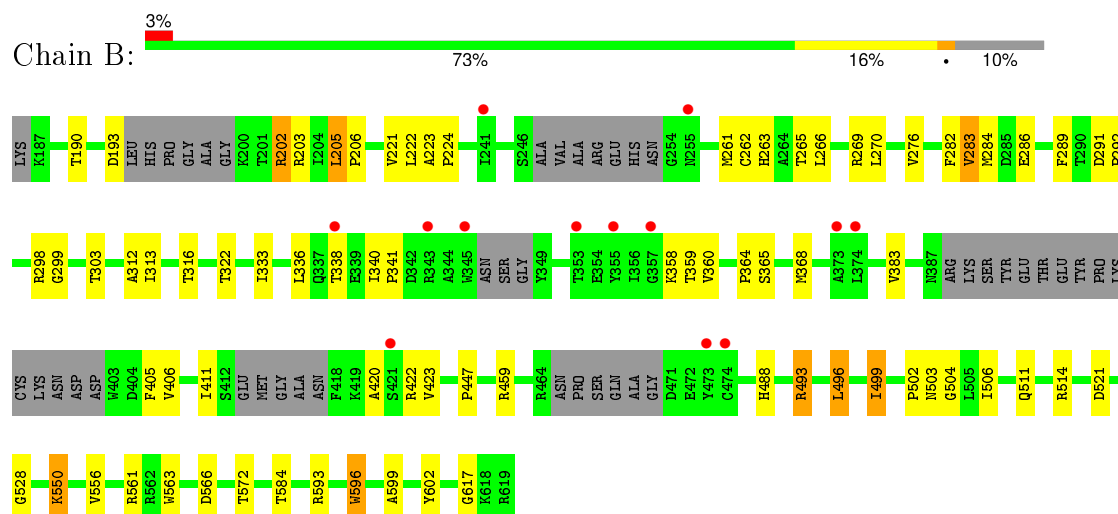 3%
Chain B:
73% 16% • 10%
LYS K187 T190 D193 LEU HIS PRO GLY ALA GLY K200 T201 R202 R203 I204 L205 P206 V221 L222 A223 P224 I241 S246 ALA VAL ALA ARG GLU HIS ASN G254 N255 M261 C262 H263 A264 T265 L266 R269 L270 V276 F282 V283 M284 D285 E286 F289 T290 D291
R298 G299 T303 A312 I313 T316 T322 I333 L336 Q337 T338 E339 I340 P341 D342 R343 A344 W345 ASN SER GLY Y349 T353 E354 Y355 I356 G357 K358 T359 V360 P364 S365 M368 A373 L374 V383 N387 ARG LYS SER TYR GLU THR GLU TYR PRO LYS
CYS LYS ASN ASP ASP W403 D404 F405 V406 I411 S412 GLU MET GLY ALA ASN F418 K419 A420 S421 R422 V423 P447 R459 R464 ASN PRO SER GLN ALA GLY D471 E472 Y473 C474 H488 R493 L496 I499 P502 N503 G504 L505 I506 Q511 R514 D521
G528 K550 V556 R561 R562 W563 D566 T572 T584 R593 W596 A599 Y602 G617 K618 R619